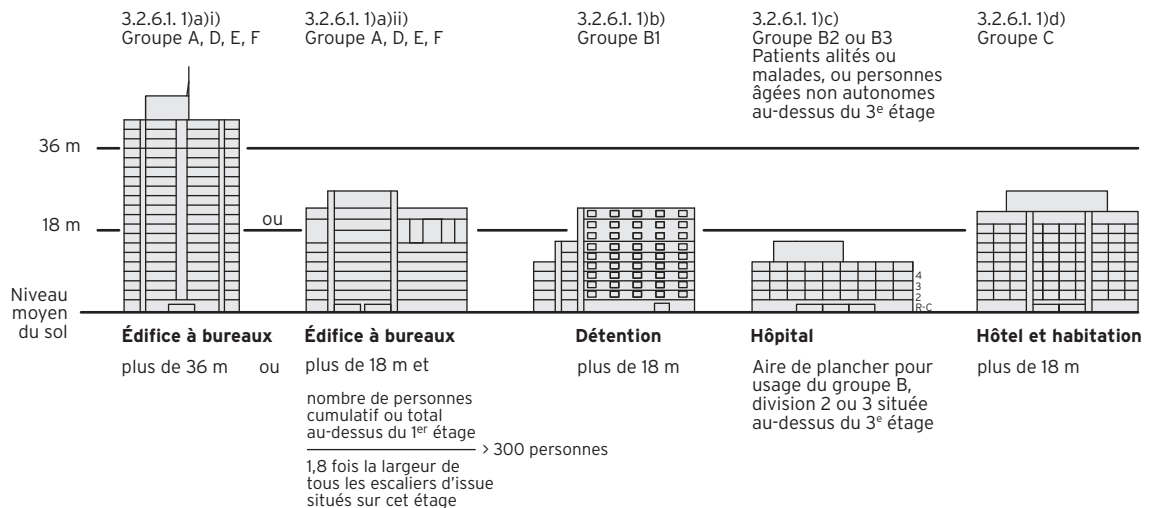 3.2.6.1. 1)a)i)
Groupe A, D, E, F
3.2.6.1. 1)a)ii)
Groupe A, D, E, F
3.2.6.1. 1)b)
Groupe B1
3.2.6.1. 1)c)
Groupe B2 ou B3
Patients alités ou
malades, ou personnes
âgées non autonomes
au-dessus du 3e étage
3.2.6.1. 1)d)
Groupe C
36 m
18 m
ou
Niveau
moyen
du sol
4
3
2
R-C
Édifice à bureaux
plus de 36 m ou
Édifice à bureaux
plus de 18 m et
nombre de personnes
cumulatif ou total
au-dessus du 1er étage
> 300 personnes
1,8 fois la largeur de
tous les escaliers d'issue
situés sur cet étage
Détention
plus de 18 m
Hôpital
Aire de plancher pour
usage du groupe B,
division 2 ou 3 située
au-dessus du 3e étage
Hôtel et habitation
plus de 18 m